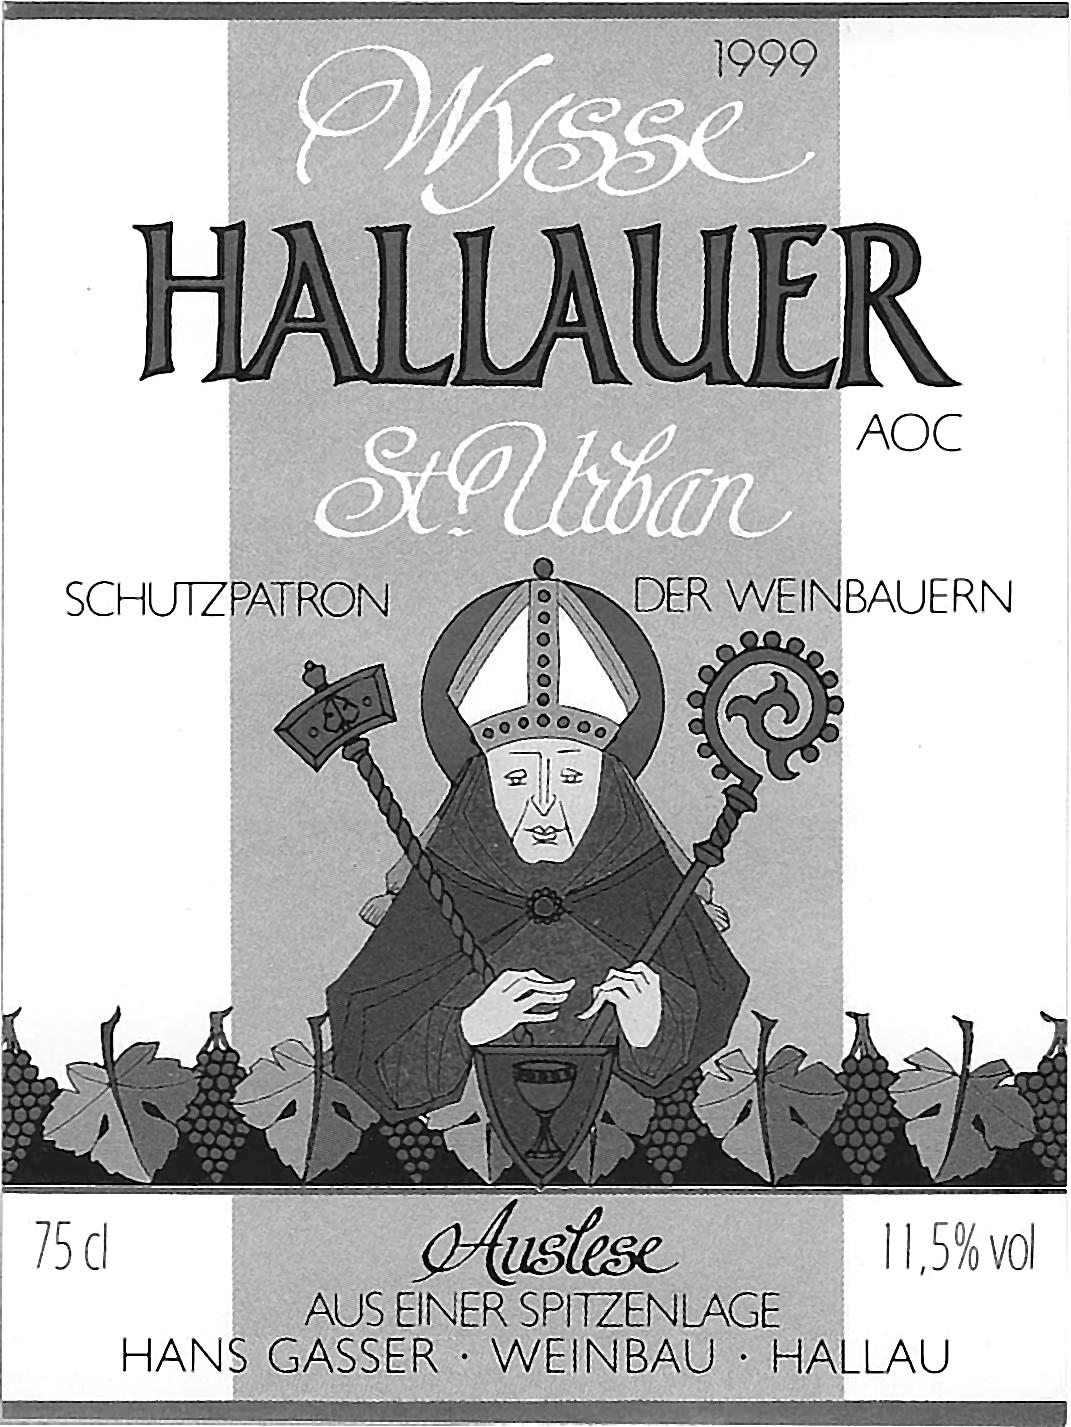 1999
Wysse
HALLAUER
AOC
St. Urban
SCHUTZPATRON DER WEINBAUERN
75 cl
Auslese
11,5% vol
AUS EINER SPITZENLAGE
HANS GASSER · WEINBAU · HALLAU